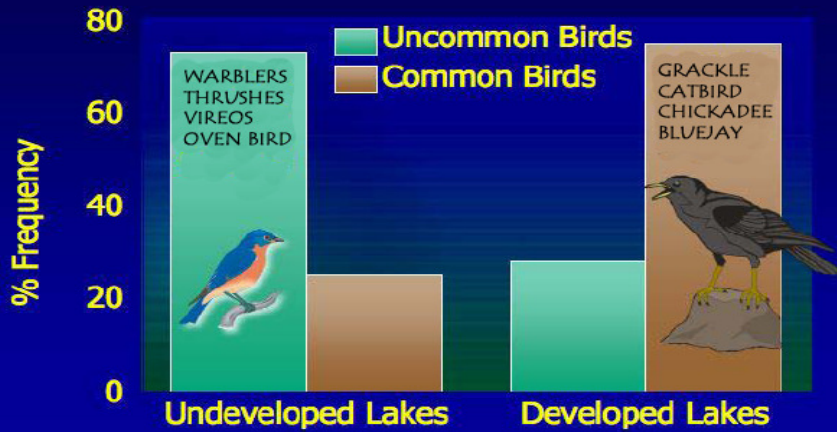 80
60
40
20
0
% Frequency
Uncommon Birds
Common Birds
WARBLERS
THRUSHES
VIREOS
OVEN BIRD
GRACKLE
CATBIRD
CHICKADEE
BLUEJAY
Undeveloped Lakes
Developed Lakes